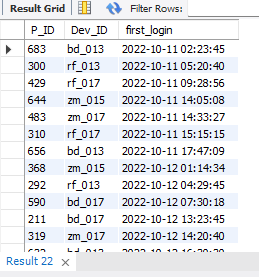 Result Grid Filter Rows:
P_ID Dev_ID first_login
683 bd_013 2022-10-11 02:23:45
300 rf_013 2022-10-11 05:20:40
429 rf_017 2022-10-11 09:28:56
644 zm_015 2022-10-11 14:05:08
483 zm_017 2022-10-11 14:33:27
310 rf_017 2022-10-11 15:15:15
656 bd_013 2022-10-11 17:47:09
368 zm_015 2022-10-12 01:14:34
292 rf_013 2022-10-12 04:29:45
590 bd_017 2022-10-12 07:30:18
211 bd_017 2022-10-12 13:23:45
319 zm_017 2022-10-12 14:20:40
Result 22